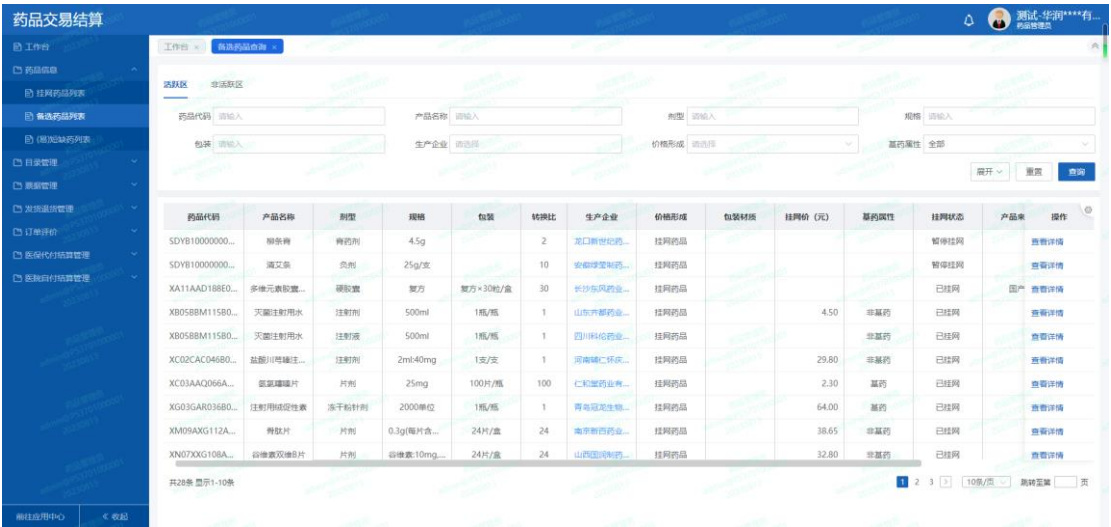 药品交易结算
测试-华润****有...
药品管理员
工作台
药品信息
挂网药品列表
备选药品列表
(易)短缺药列表
目录管理
票据管理
发货退货管理
订单评价
医保代付结算管理
医院自付结算管理
前往应用中心 收起
工作台 × 备选药品查询 ×
活跃区 非活跃区
药品代码 请输入 产品名称 请输入 剂型 请输入 规格 请输入
包装 请输入 生产企业 请选择 价格形成 请选择 基药属性 全部
展开 重置 查询
药品代码 产品名称 剂型 规格 包装 转换比 生产企业 价格形成 包装材质 挂网价（元） 基药属性 挂网状态 产品来 操作
SDYB10000000... 柳条膏 膏药剂 4.5g 2 龙口新世纪药... 挂网药品 暂停挂网 查看详情
SDYB10000000... 清艾条 灸剂 25g/支 10 挂网药品 暂停挂网 查看详情
XA11AAD188E0... 多维元素胶囊... 硬胶囊 复方 复方×30粒/盒 30 长沙东风药业... 挂网药品 已挂网 国产 查看详情
XB05BBM115B0... 灭菌注射用水 注射剂 500ml 1瓶/瓶 1 山东齐都药业... 挂网药品 4.50 非基药 已挂网 查看详情
XB05BBM115B0... 灭菌注射用水 注射液 500ml 1瓶/瓶 1 四川科伦药业... 挂网药品 非基药 已挂网 查看详情
XC02CAC046B0... 盐酸川芎嗪注... 注射剂 2ml:40mg 1支/支 1 河南辅仁怀庆... 挂网药品 29.80 非基药 已挂网 查看详情
XC03AAQ066A... 氢氯噻嗪片 片剂 25mg 100片/瓶 100 仁和堂药业有... 挂网药品 2.30 基药 已挂网 查看详情
XG03GAR036B0... 注射用绒促性素 冻干粉针剂 2000单位 1瓶/瓶 1 青岛冠龙生物... 挂网药品 64.00 基药 已挂网 查看详情
XM09AXG112A... 骨肽片 片剂 0.3g(每片含... 24片/盒 24 南京新百药业... 挂网药品 38.65 非基药 已挂网 查看详情
XN07XXG108A... 谷维素双维B片 片剂 谷维素:10mg,... 24片/盒 24 山西国润制药... 挂网药品 32.80 非基药 已挂网 查看详情
共28条 显示1-10条 1 2 3 10条/页 跳转至第 页